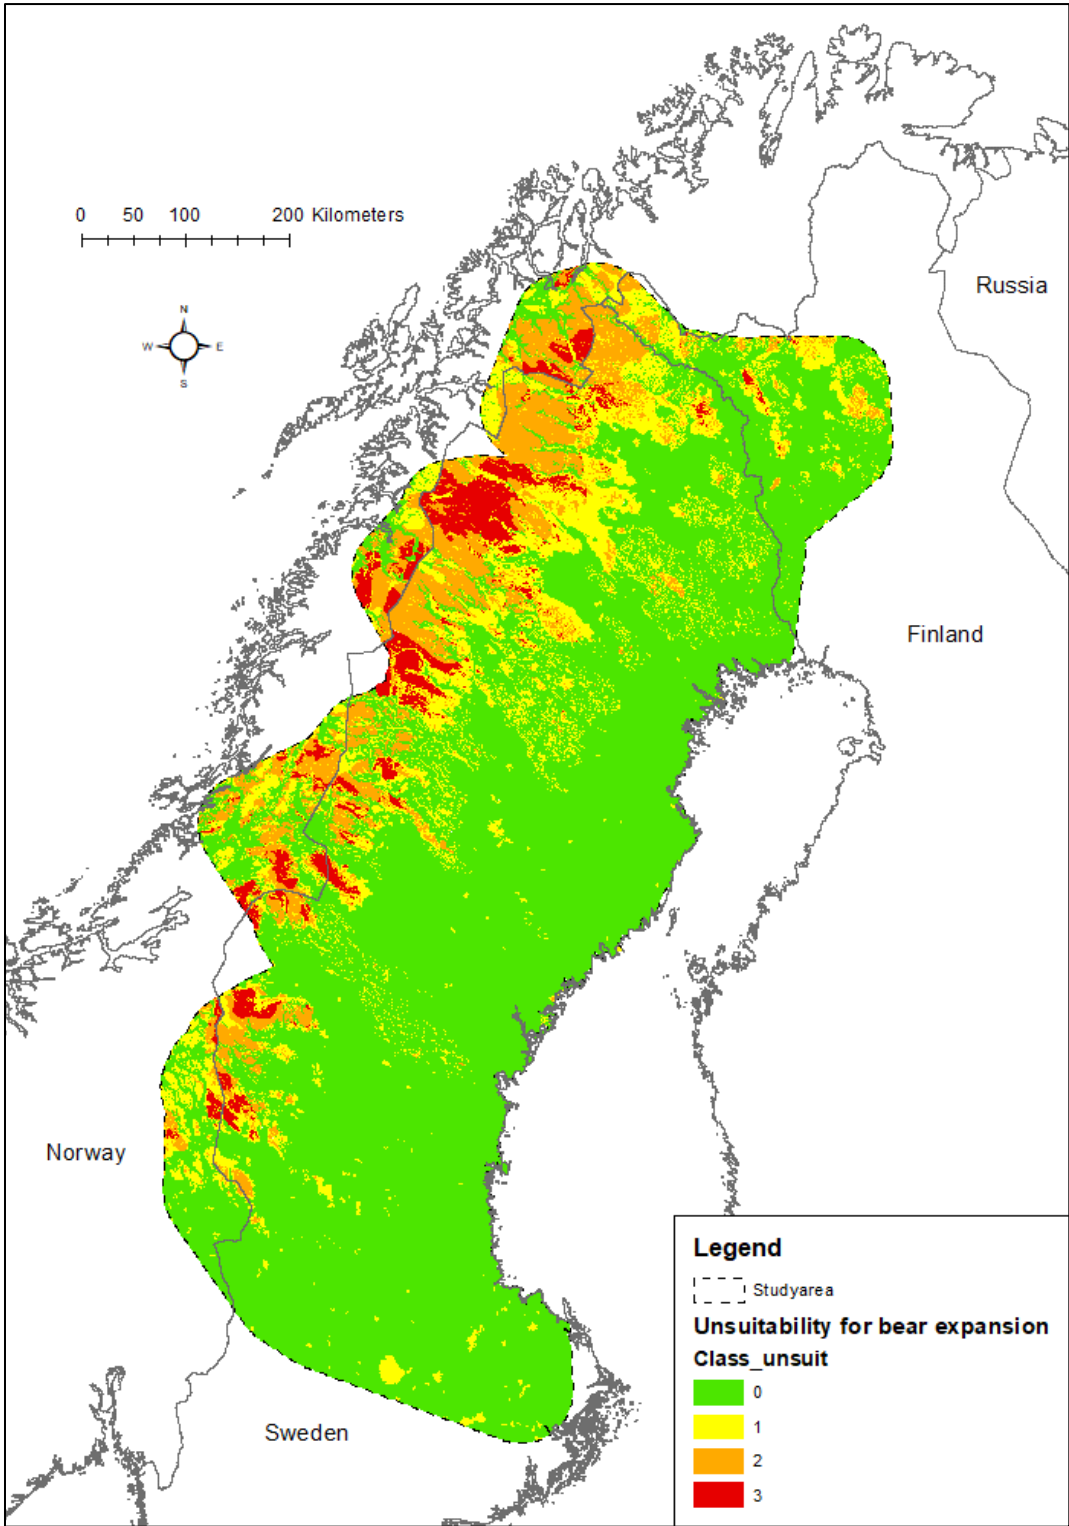 0 50 100 200 Kilometers
N
W E
S
Russia
Finland
Norway
Sweden
Legend
Studyarea
Unsuitability for bear expansion
Class_unsuit
0
1
2
3